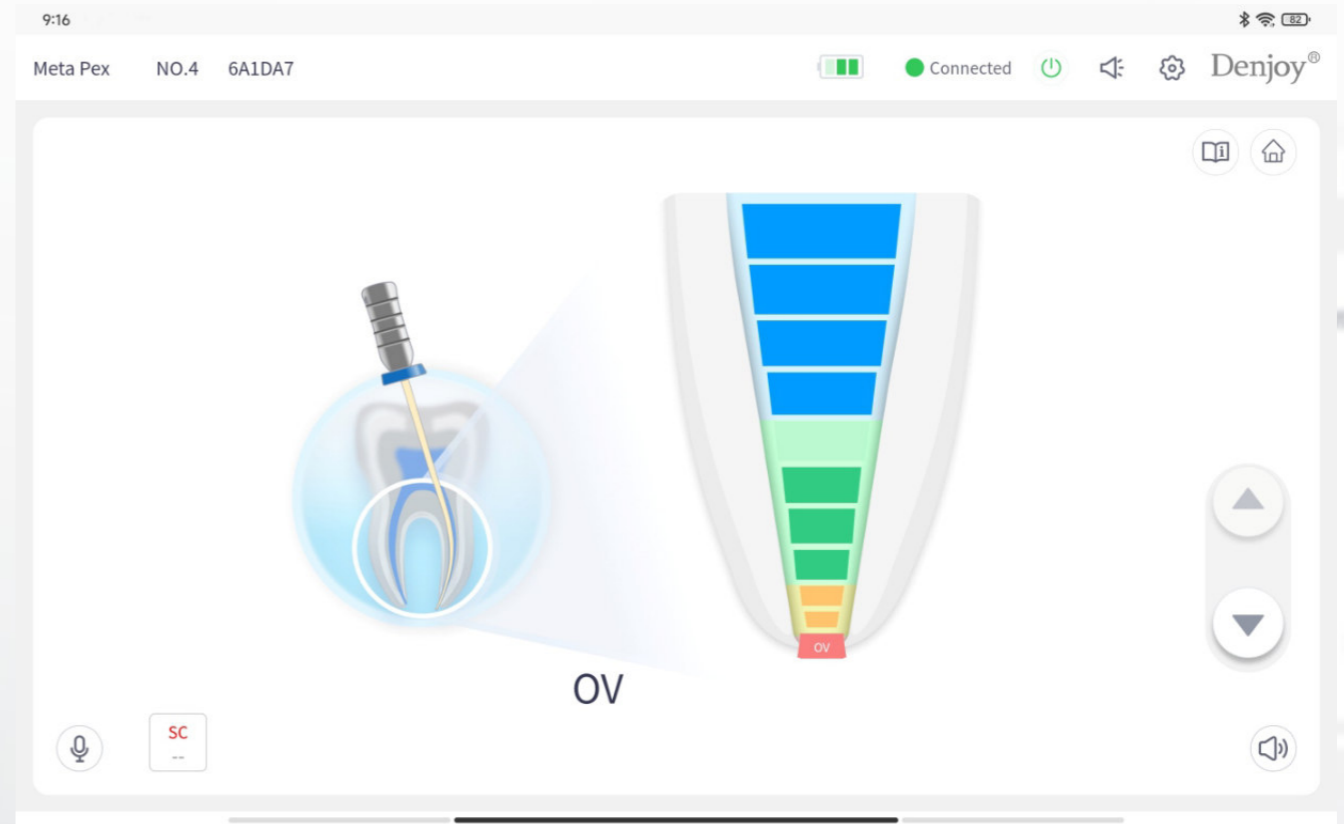 9:16
82
Meta Pex NO.4 6A1DA7
Connected
Denjoy®
OV
OV
SC
--